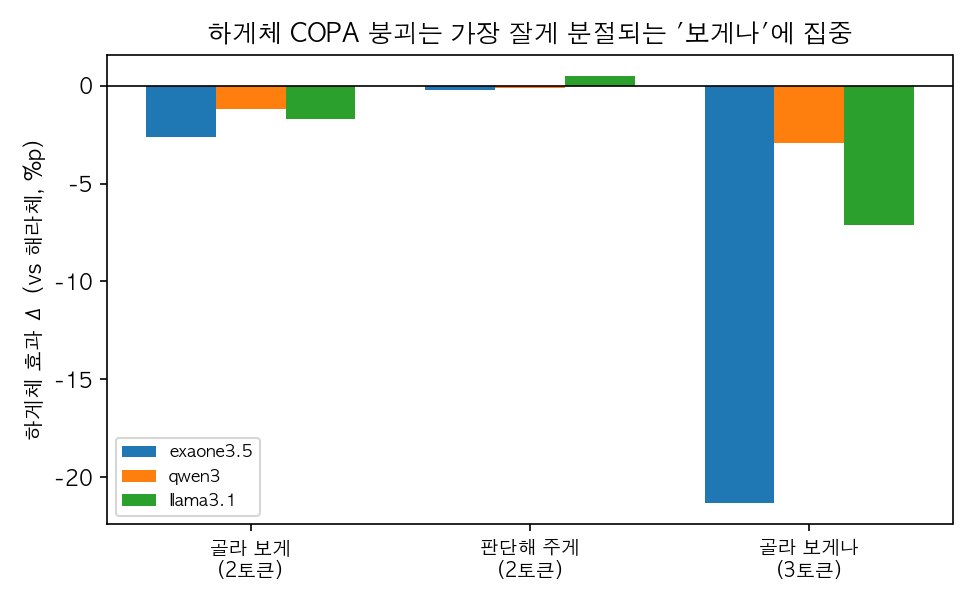 하게체 COPA 붕괴는 가장 잘게 분절되는 '보게나'에 집중
하게체 효과 Δ (vs 해라체, %p)
0
-5
-10
-15
-20
exaone3.5
qwen3
llama3.1
골라 보게
(2토큰)
판단해 주게
(2토큰)
골라 보게나
(3토큰)